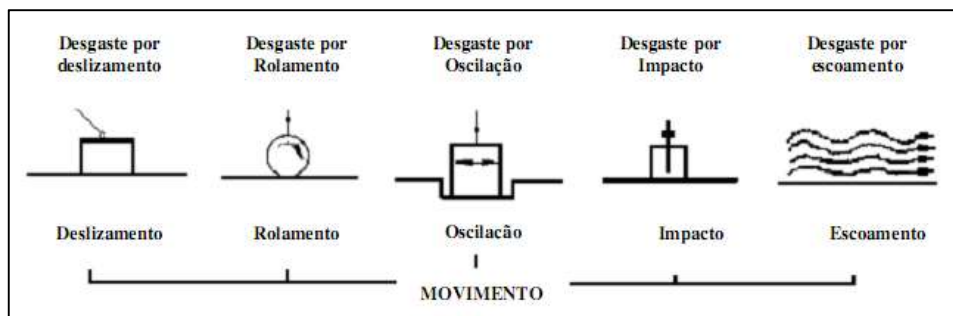 Desgaste por deslizamento
Desgaste por Rolamento
Desgaste por Oscilação
Desgaste por Impacto
Desgaste por escoamento
Deslizamento
Rolamento
Oscilação
Impacto
Escoamento
MOVIMENTO